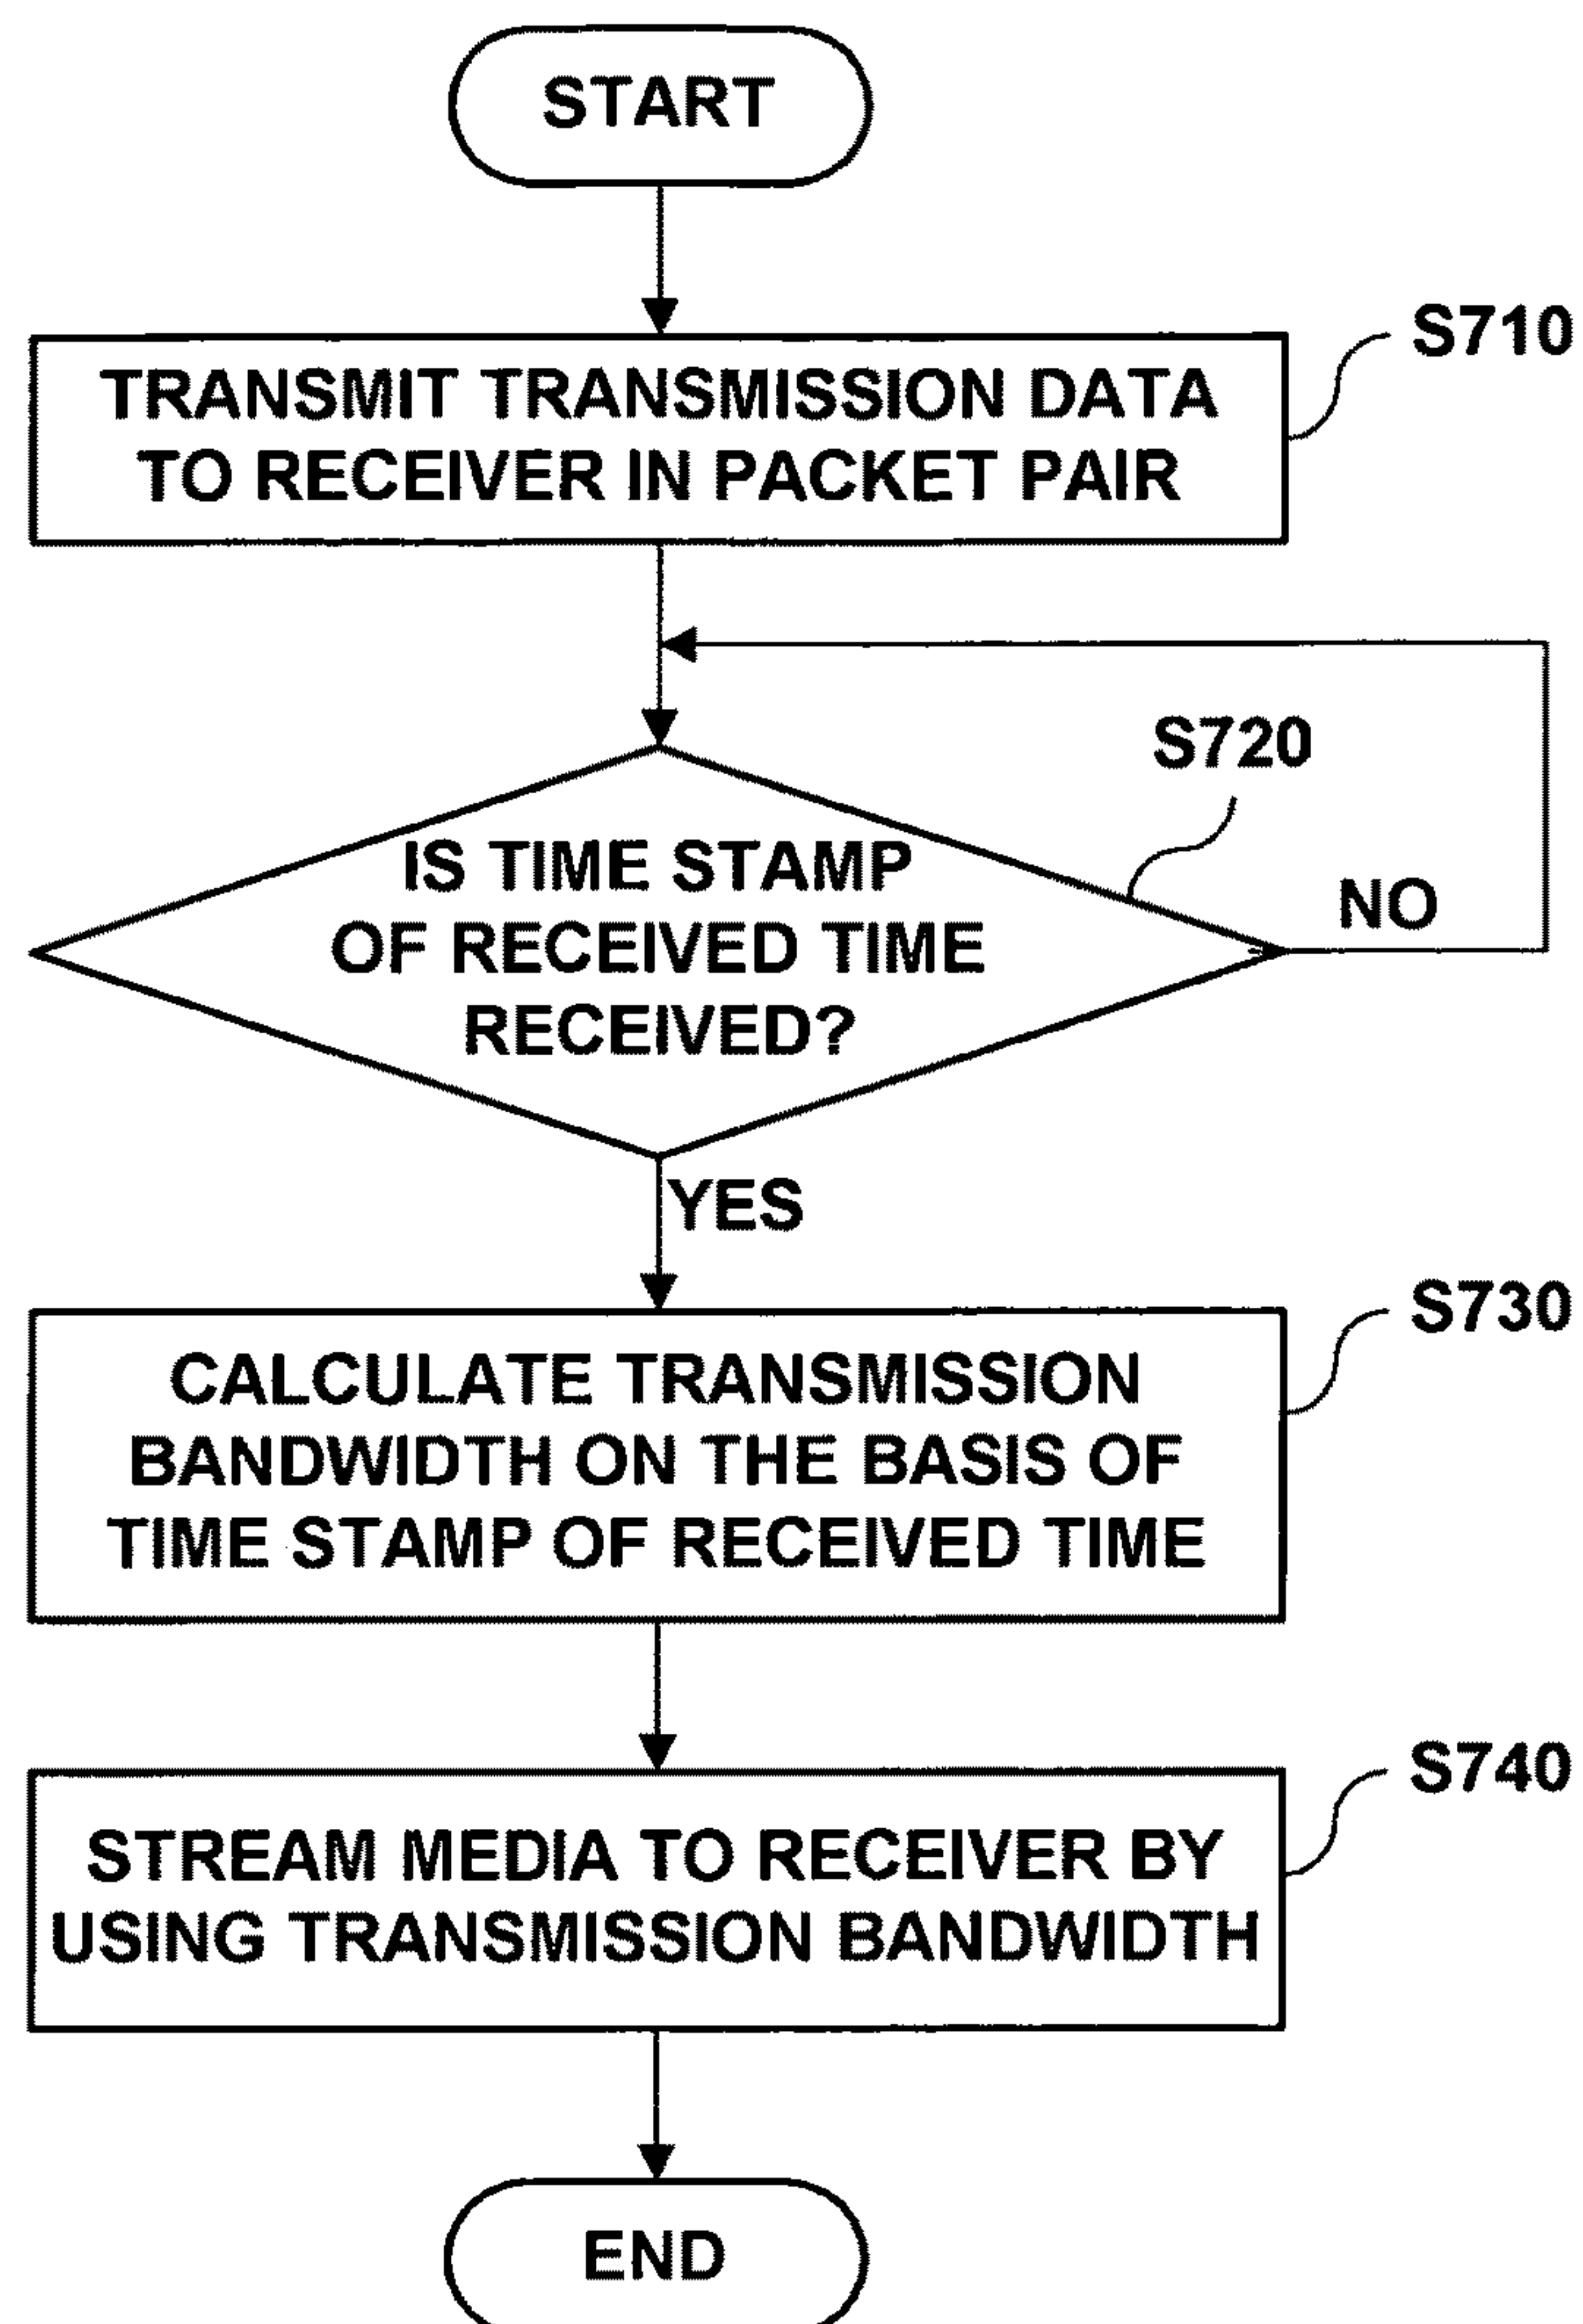 START
S710
TRANSMIT TRANSMISSION DATA
TO RECEIVER IN PACKET PAIR
S720
IS TIME STAMP
OF RECEIVED TIME
RECEIVED?
NO
YES
S730
CALCULATE TRANSMISSION
BANDWIDTH ON THE BASIS OF
TIME STAMP OF RECEIVED TIME
S740
STREAM MEDIA TO RECEIVER BY
USING TRANSMISSION BANDWIDTH
END